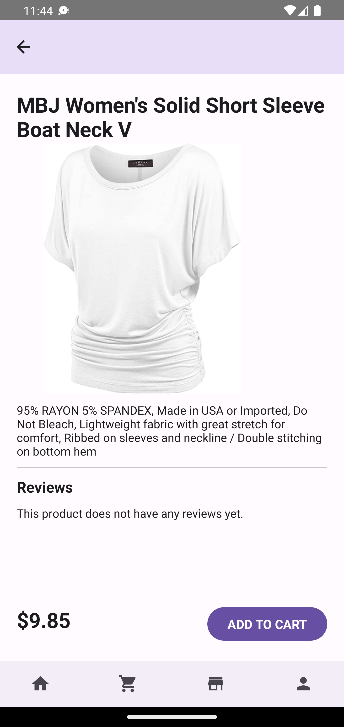 11:44
MBJ Women's Solid Short Sleeve
Boat Neck V
95% RAYON 5% SPANDEX, Made in USA or Imported, Do
Not Bleach, Lightweight fabric with great stretch for
comfort, Ribbed on sleeves and neckline / Double stitching
on bottom hem
Reviews
This product does not have any reviews yet.
$9.85
ADD TO CART